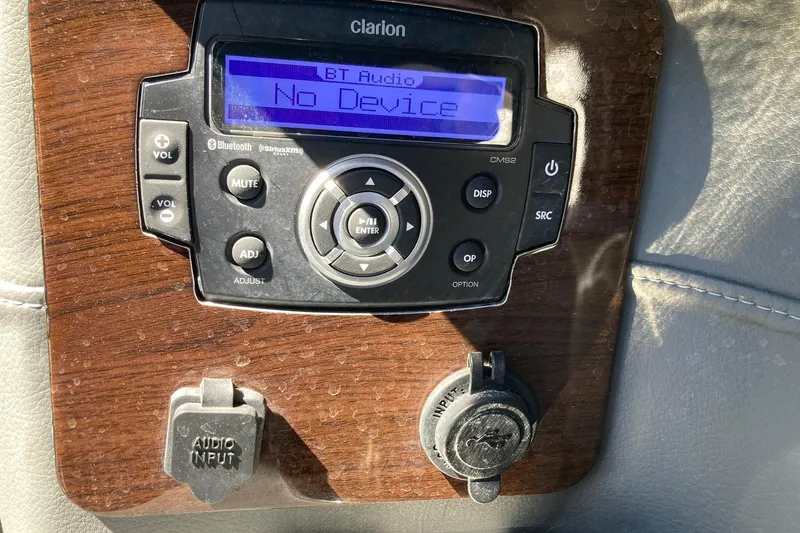 clarion
BT Audio
No Device
VOL
VOL
Bluetooth
SiriusXM
READY
CMS2
MUTE
DISP
SRC
ENTER
ADJ
ADJUST
OP
OPTION
AUDIO
INPUT
INPUT